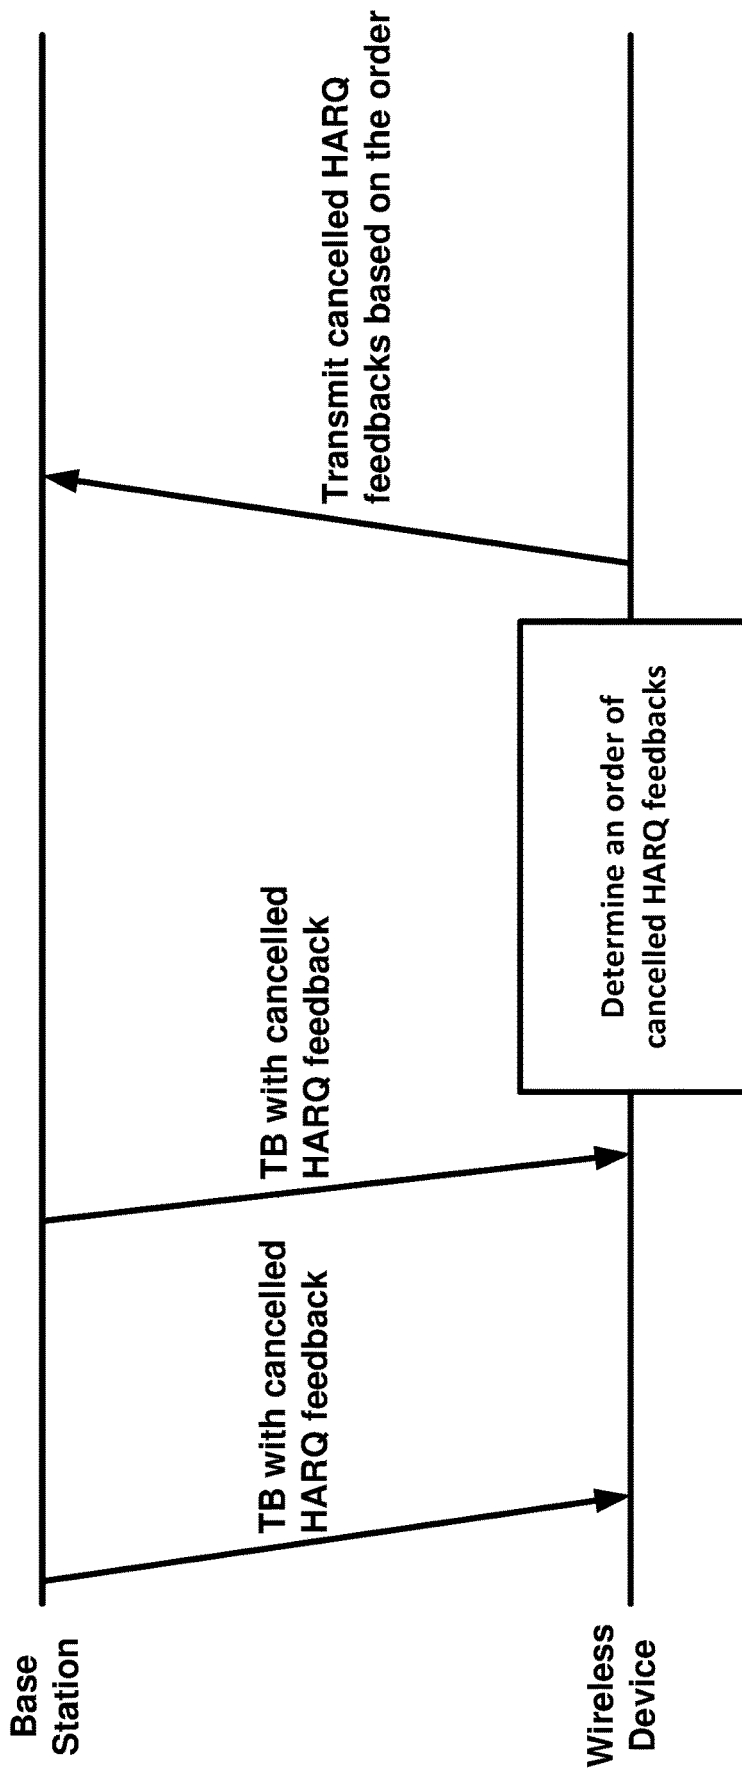 Base
Station
TB with cancelled
HARQ feedback
TB with cancelled
HARQ feedback
Transmit cancelled HARQ
feedbacks based on the order
Determine an order of
cancelled HARQ feedbacks
Wireless
Device